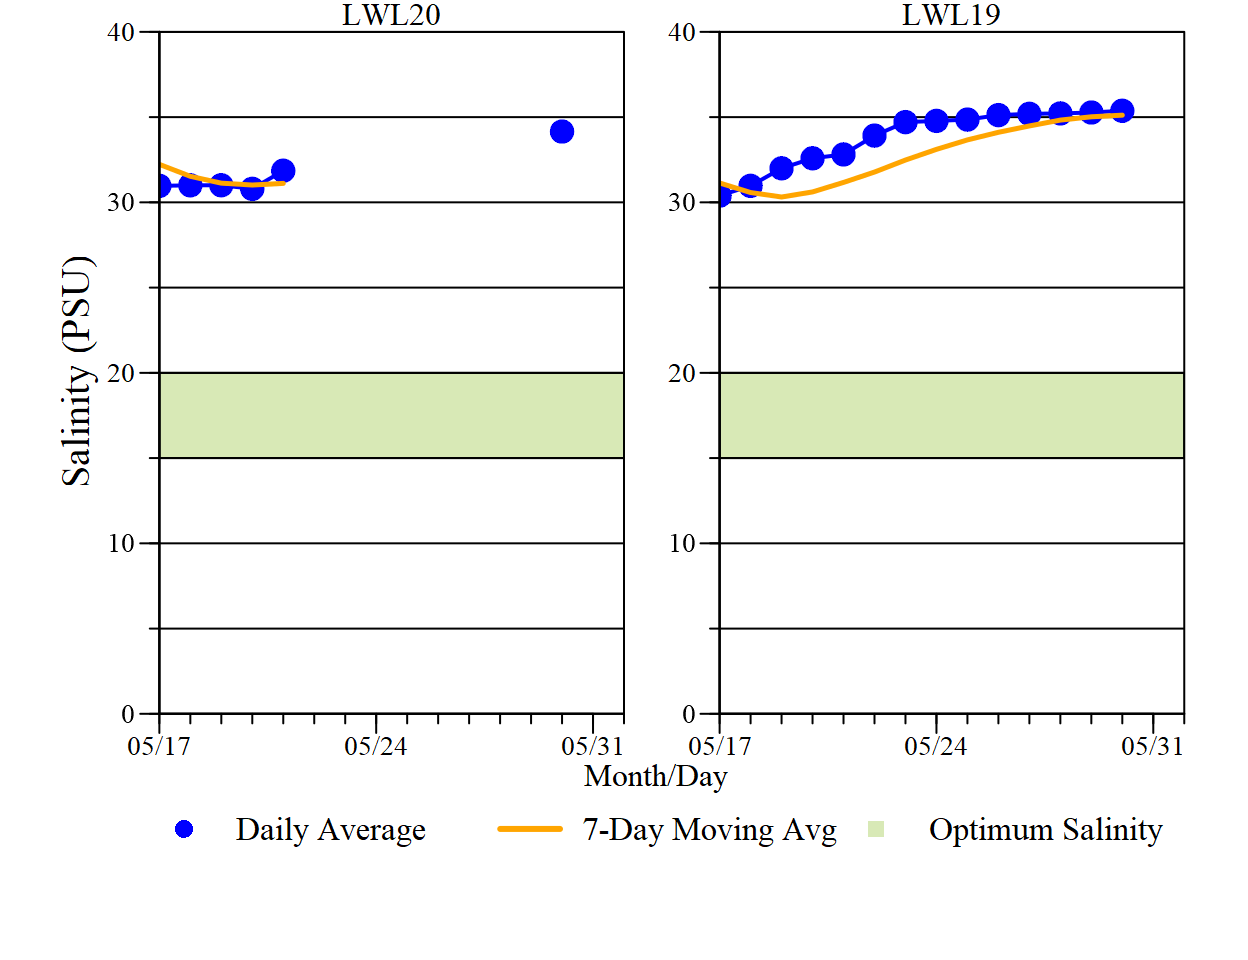 LWL20 LWL19
40 40
30 30
20 20
10 10
0 0
Salinity (PSU)
05/17 05/24 05/31 05/17 05/24 05/31
Month/Day
Daily Average 7-Day Moving Avg Optimum Salinity